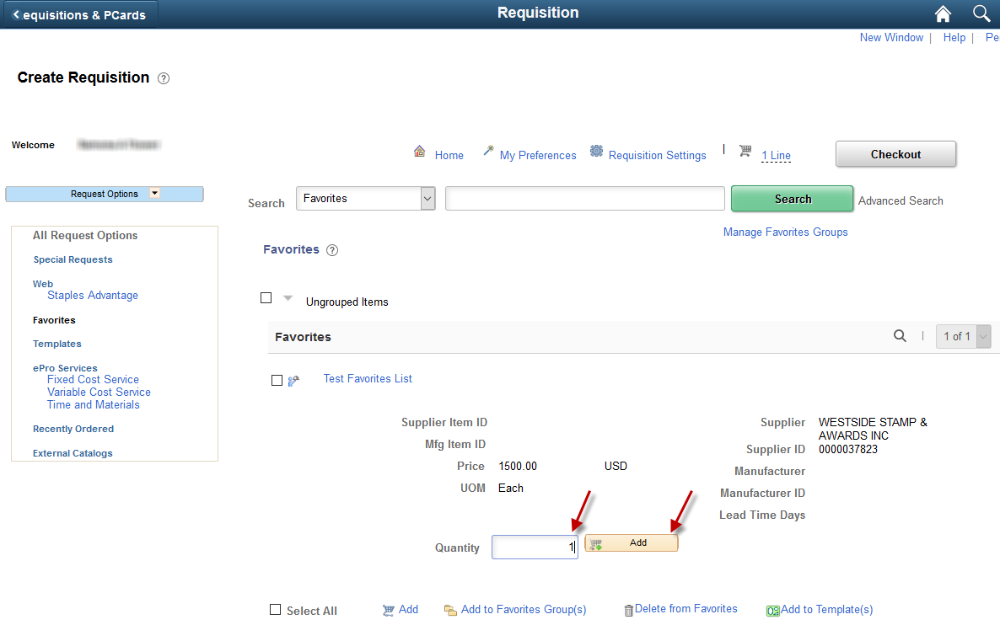 equisitions & PCards
Requisition
New Window | Help | Pe
Create Requisition ?
Welcome
Home My Preferences Requisition Settings | 1 Line Checkout
Request Options
Search Favorites Search Advanced Search
Manage Favorites Groups
All Request Options
Special Requests
Web
Staples Advantage
Favorites
Templates
ePro Services
Fixed Cost Service
Variable Cost Service
Time and Materials
Recently Ordered
External Catalogs
Favorites ?
Ungrouped Items
Favorites | 1 of 1
Test Favorites List
Supplier Item ID
Mfg Item ID
Price 1500.00 USD
UOM Each
Supplier WESTSIDE STAMP &
AWARDS INC
Supplier ID 0000037823
Manufacturer
Manufacturer ID
Lead Time Days
Quantity 1 Add
Select All Add Add to Favorites Group(s) Delete from Favorites Add to Template(s)